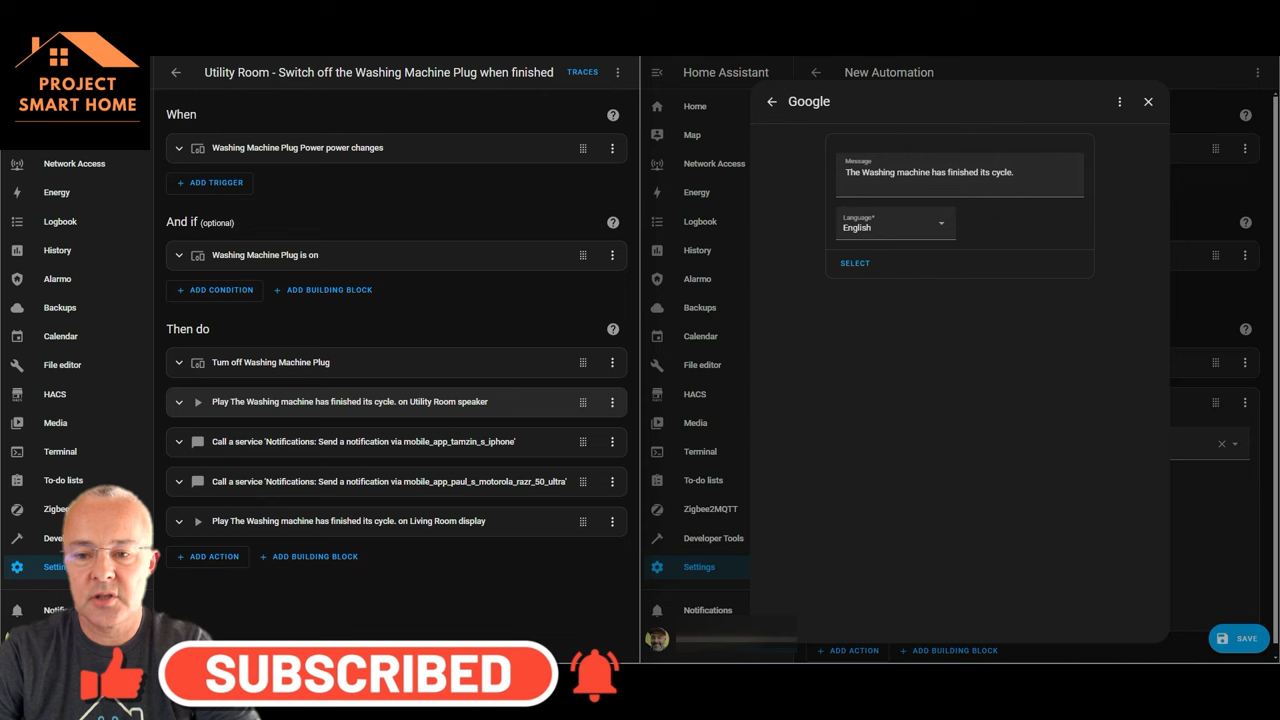 PROJECT
SMART HOME
Network Access
Energy
Logbook
History
Alarmo
Backups
Calendar
File editor
HACS
Media
Terminal
To-do lists
Utility Room - Switch off the Washing Machine Plug when finished
TRACES
When
Washing Machine Plug Power power changes
ADD TRIGGER
And if (optional)
Washing Machine Plug is on
ADD CONDITION
ADD BUILDING BLOCK
Then do
Turn off Washing Machine Plug
Play The Washing machine has finished its cycle. on Utility Room speaker
Call a service 'Notifications: Send a notification via mobile_app_tamzin_s_iphone'
Call a service 'Notifications: Send a notification via mobile_app_paul_s_motorola_razr_50_ultra'
Play The Washing machine has finished its cycle. on Living Room display
ADD ACTION
ADD BUILDING BLOCK
Home Assistant
Home
Map
Network Access
Energy
Logbook
History
Alarmo
Backups
Calendar
File editor
HACS
Media
Terminal
To-do lists
Zigbee2MQTT
Developer Tools
Settings
Notifications
New Automation
Google
Message
The Washing machine has finished its cycle.
Language*
English
SELECT
ADD ACTION
ADD BUILDING BLOCK
SAVE
SUBSCRIBED